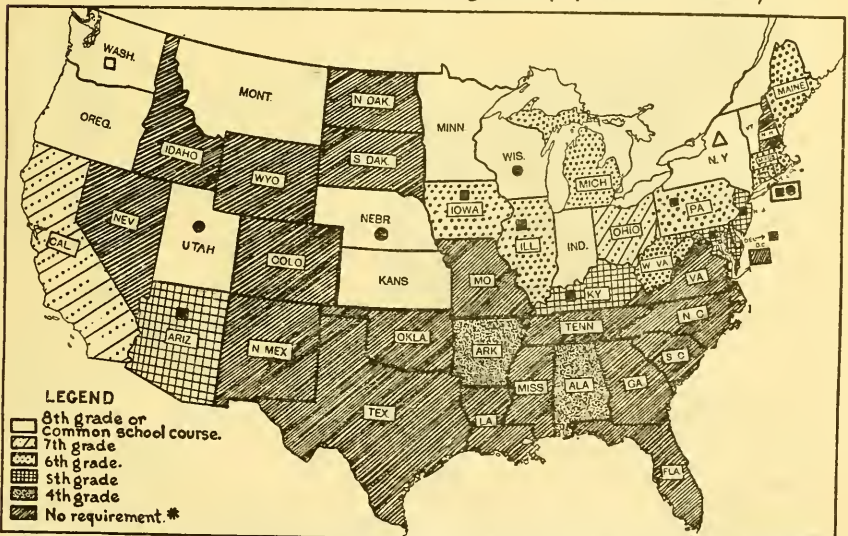 WASH.
MONT.
N DAK.
MINN
MAINE
OREG.
VT
N.H.
IDAHO
S DAK.
WIS.
N.Y
WYO
MICH
IOWA
PA
NEV
NEBR
UTAH
ILL.
IND.
OHIO
DEL
D.C.
CAL
COLO
KANS
MO
W VA
VA
KY
N C
ARIZ
N MEX
OKLA.
ARK
TENN
S C
TEX.
LA
MISS
ALA
GA
FLA.
LEGEND
8th grade or
Common school course.
7th grade
6th grade.
5th grade
4th grade
No requirement.*